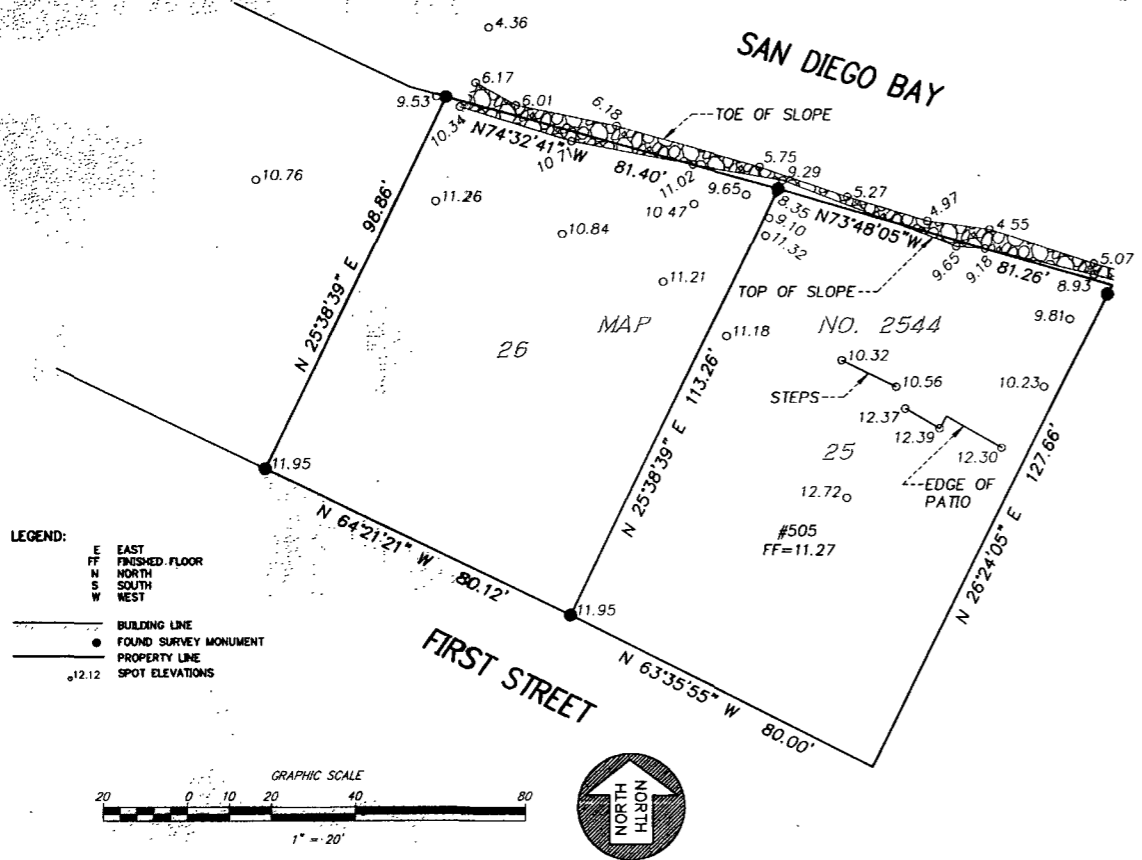 4.36
SAN DIEGO BAY
6.17
9.53
6.01
6.18
TOE OF SLOPE
10.34
N74°32'41"W
10.71
81.40'
11.02
9.65
5.75
9.29
5.27
4.97
4.55
5.07
10.76
11.26
98.86'
10.84
10.47
8.35
9.10
11.32
N73°48'05"W
9.65
9.18
81.26'
8.93
11.21
TOP OF SLOPE
9.81
N 25°38'39" E
26
MAP
NO. 2544
11.18
10.32
STEPS
10.56
10.23
113.26'
12.37
12.39
12.30
25
EDGE OF
PATIO
127.66'
11.95
12.72
N 25°38'39" E
#505
FF=11.27
N 64°21'21" W 80.12'
N 26°24'05" E
11.95
FIRST STREET
N 63°35'55" W 80.00'
LEGEND:
E EAST
FF FINISHED FLOOR
N NORTH
S SOUTH
W WEST
BUILDING LINE
FOUND SURVEY MONUMENT
PROPERTY LINE
12.12 SPOT ELEVATIONS
GRAPHIC SCALE
20 0 10 20 40 80
1" = 20'
NORTH
NORTH